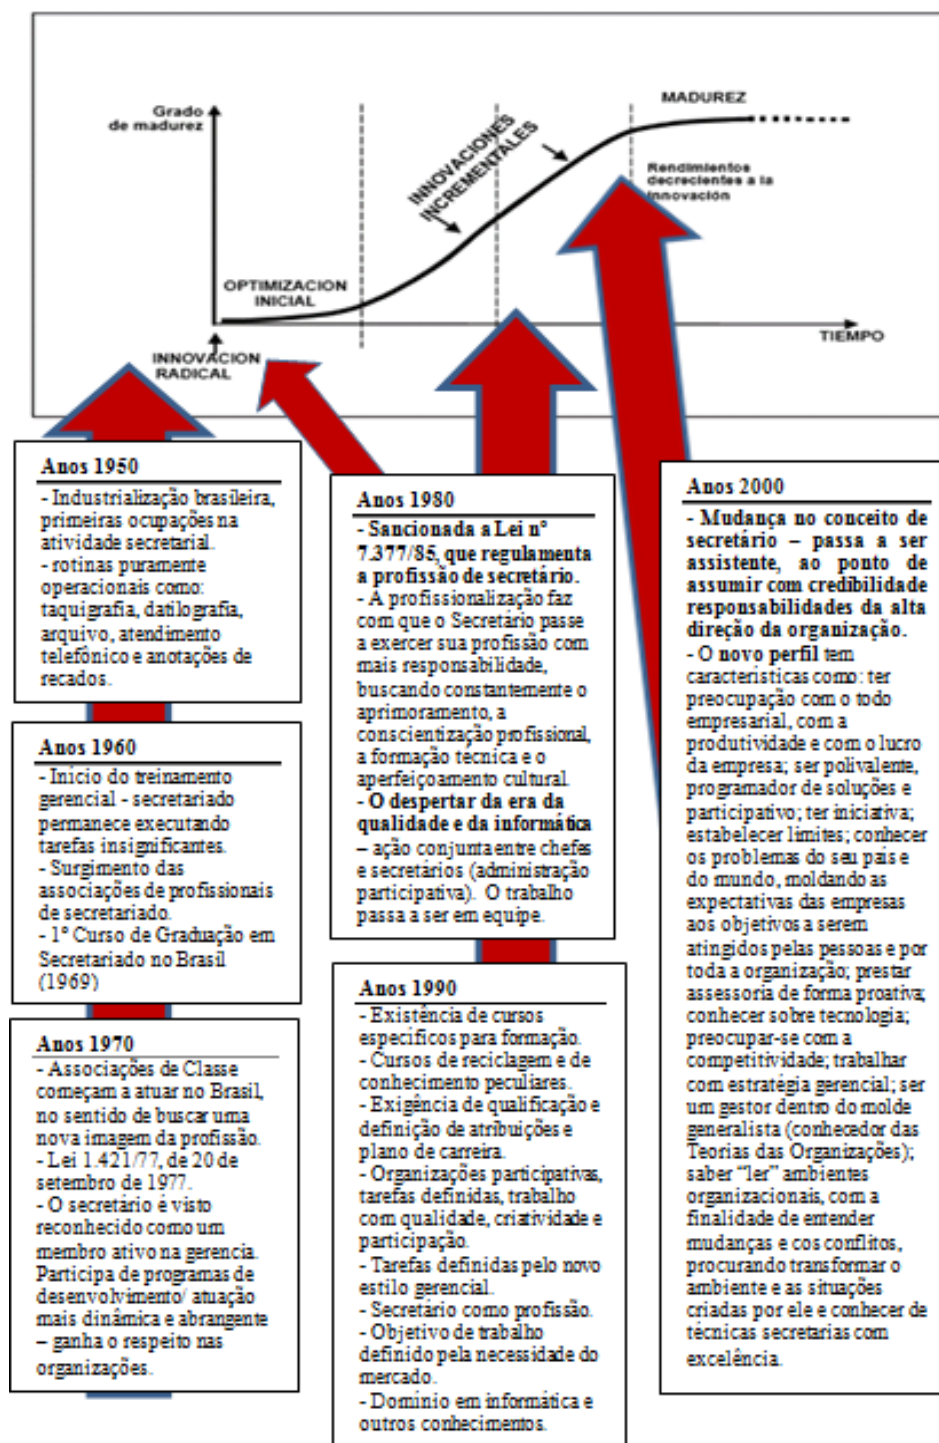 Grado
de madurez
MADUREZ
INNOVACIONES
INCREMENTALES
Rendimientos
decrecientes a la
innovación
OPTIMIZACION
INICIAL
TIEMPO
INNOVACION
RADICAL
Anos 1950
- Industrialização brasileira,
primeiras ocupações na
atividade secretarial.
- rotinas puramente
operacionais como:
taquigrafia, datilografia,
arquivo, atendimento
telefônico e anotações de
recados.
Anos 1960
- Início do treinamento
gerencial - secretariado
permanece executando
tarefas insignificantes.
- Surgimento das
associações de profissionais
de secretariado.
- 1º Curso de Graduação em
Secretariado no Brasil
(1969)
Anos 1970
- Associações de Classe
começam a atuar no Brasil,
no sentido de buscar uma
nova imagem da profissão.
- Lei 1.421/77, de 20 de
setembro de 1977.
- O secretário é visto
reconhecido como um
membro ativo na gerencia.
Participa de programas de
desenvolvimento/ atuação
mais dinâmica e abrangente
– ganha o respeito nas
organizações.
Anos 1980
- Sancionada a Lei nº
7.377/85, que regulamenta
a profissão de secretário.
- A profissionalização faz
com que o Secretário passe
a exercer sua profissão com
mais responsabilidade,
buscando constantemente o
aprimoramento, a
conscientização profissional,
a formação técnica e o
aperfeiçoamento cultural.
- O despertar da era da
qualidade e da informática
– ação conjunta entre chefes
e secretários (administração
participativa). O trabalho
passa a ser em equipe.
Anos 1990
- Existência de cursos
específicos para formação.
- Cursos de reciclagem e de
conhecimento peculiares.
- Exigência de qualificação e
definição de atribuições e
plano de carreira.
- Organizações participativas,
tarefas definidas, trabalho
com qualidade, criatividade e
participação.
- Tarefas definidas pelo novo
estilo gerencial.
- Secretário como profissão.
- Objetivo de trabalho
definido pela necessidade do
mercado.
- Domínio em informática e
outros conhecimentos.
Anos 2000
- Mudança no conceito de
secretário – passa a ser
assistente, ao ponto de
assumir com credibilidade
responsabilidades da alta
direção da organização.
- O novo perfil tem
características como: ter
preocupação com o todo
empresarial, com a
produtividade e com o lucro
da empresa; ser polivalente,
programador de soluções e
participativo; ter iniciativa;
estabelecer limites; conhecer
os problemas do seu país e
do mundo, moldando as
expectativas das empresas
aos objetivos a serem
atingidos pelas pessoas e por
toda a organização; prestar
assessoria de forma proativa;
conhecer sobre tecnologia;
preocupar-se com a
competitividade; trabalhar
com estratégia gerencial; ser
um gestor dentro do molde
generalista (conhecedor das
Teorias das Organizações);
saber “ler” ambientes
organizacionais, com a
finalidade de entender
mudanças e cos conflitos,
procurando transformar o
ambiente e as situações
criadas por ele e conhecer de
técnicas secretarias com
excelência.